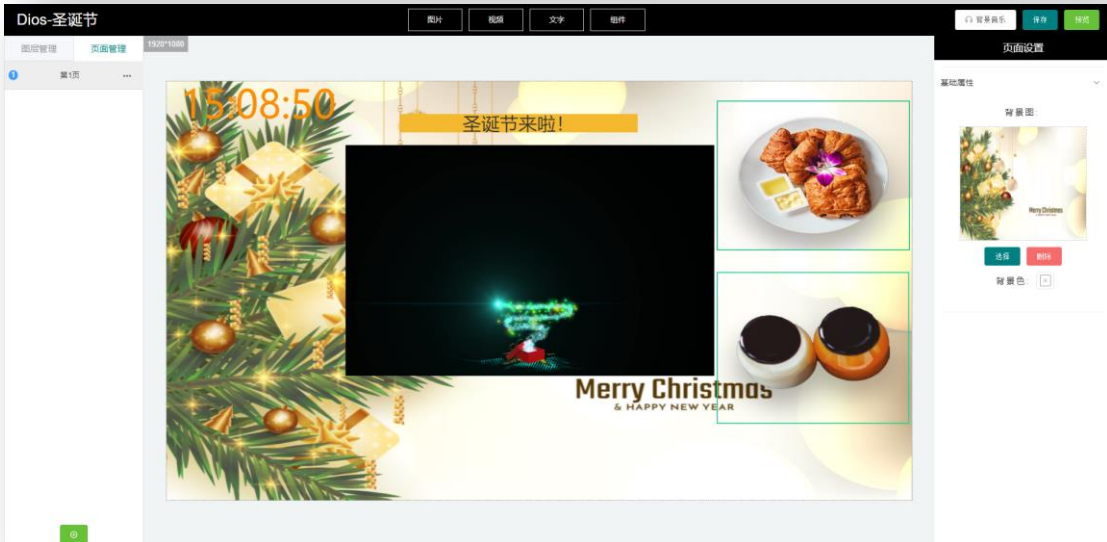 Dios-圣诞节
图片
视频
文字
组件
背景音乐
保存
预览
图层管理
页面管理
1920*1080
页面设置
1
第1页
...
基础属性
15:08:50
圣诞节来啦!
背景图:
Merry Christmas
选择
删除
背景色:
Merry Christmas
& HAPPY NEW YEAR